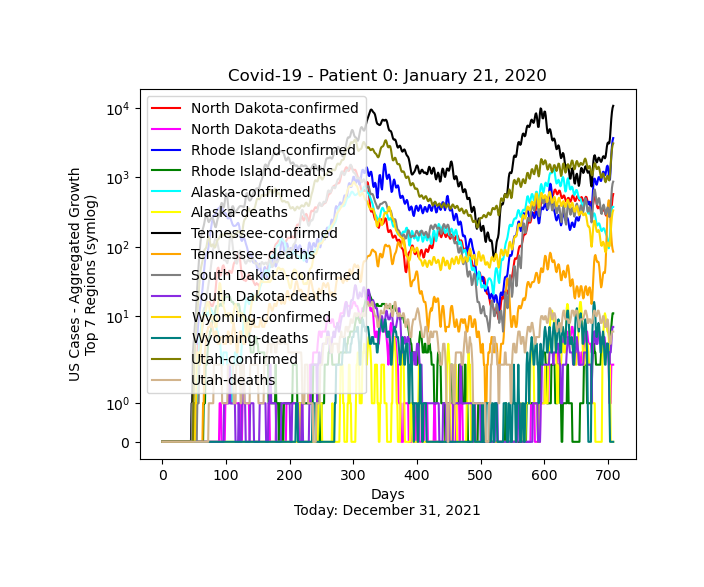 Covid-19 - Patient 0: January 21, 2020
US Cases - Aggregated Growth
Top 7 Regions (symlog)
10⁴
10³
10²
10¹
10⁰
0
North Dakota-confirmed
North Dakota-deaths
Rhode Island-confirmed
Rhode Island-deaths
Alaska-confirmed
Alaska-deaths
Tennessee-confirmed
Tennessee-deaths
South Dakota-confirmed
South Dakota-deaths
Wyoming-confirmed
Wyoming-deaths
Utah-confirmed
Utah-deaths
0 100 200 300 400 500 600 700
Days
Today: December 31, 2021